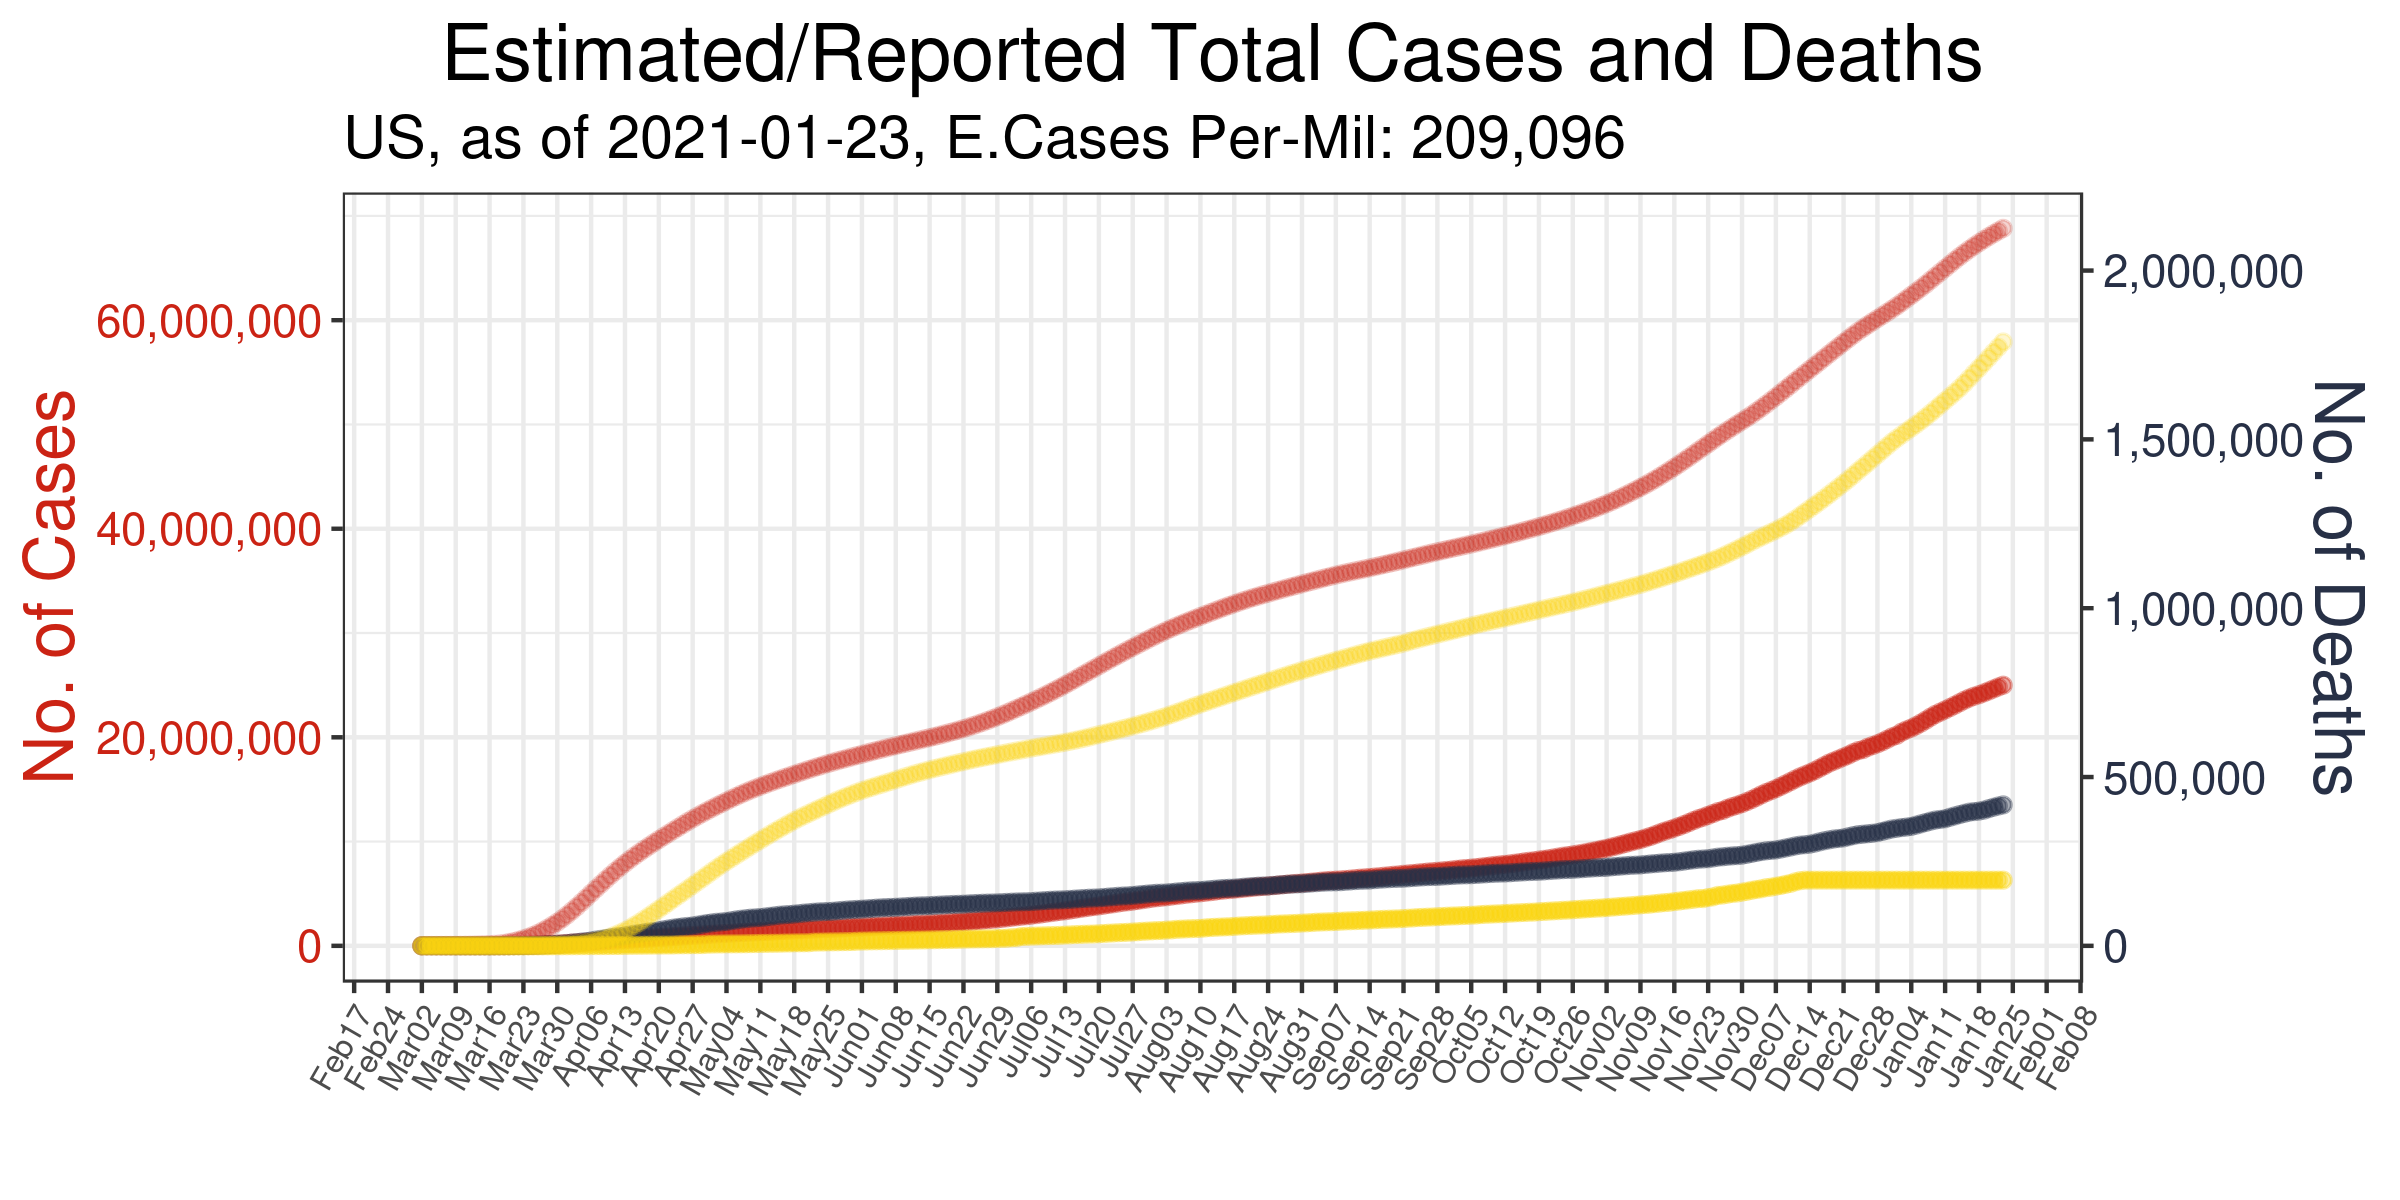 Estimated/Reported Total Cases and Deaths
US, as of 2021-01-23, E.Cases Per-Mil: 209,096
No. of Cases
60,000,000
40,000,000
20,000,000
0
2,000,000
1,500,000
1,000,000
500,000
0
No. of Deaths
Feb17
Feb24
Mar02
Mar09
Mar16
Mar23
Mar30
Apr06
Apr13
Apr20
Apr27
May04
May11
May18
May25
Jun01
Jun08
Jun15
Jun22
Jun29
Jul06
Jul13
Jul20
Jul27
Aug03
Aug10
Aug17
Aug24
Aug31
Sep07
Sep14
Sep21
Sep28
Oct05
Oct12
Oct19
Oct26
Nov02
Nov09
Nov16
Nov23
Nov30
Dec07
Dec14
Dec21
Dec28
Jan04
Jan11
Jan18
Jan25
Feb01
Feb08